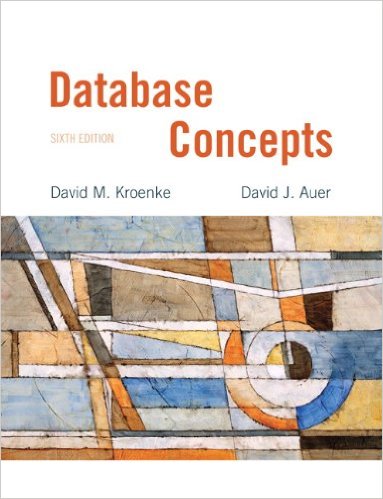 Database
SIXTH EDITION
Concepts
David M. Kroenke
David J. Auer